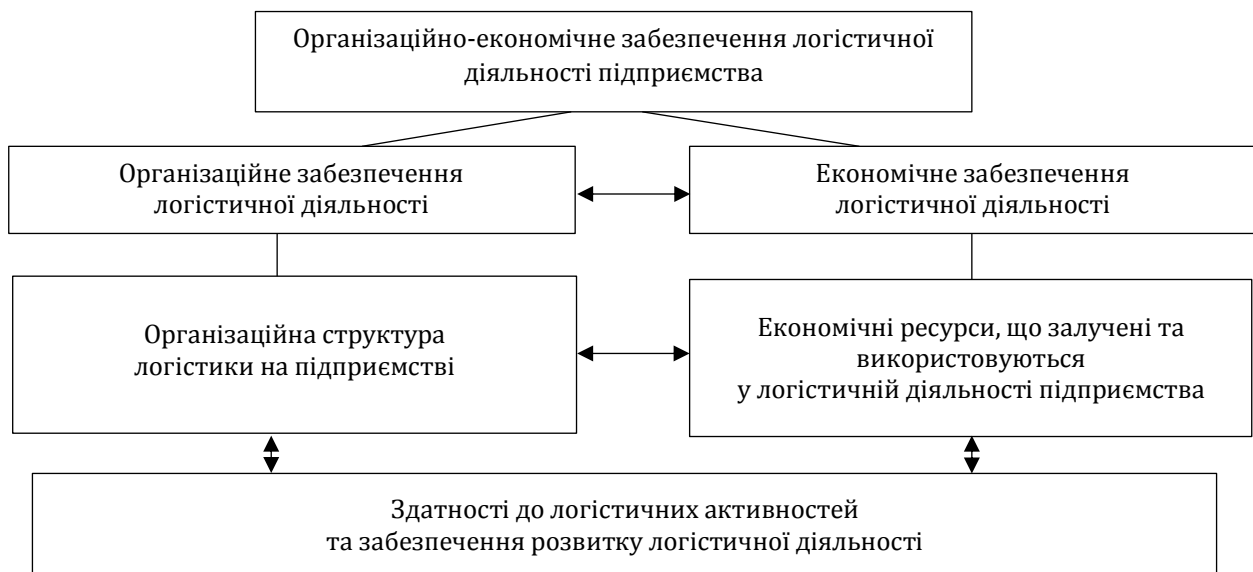 Організаційно-економічне забезпечення логістичної
діяльності підприємства
Організаційне забезпечення
логістичної діяльності
Економічне забезпечення
логістичної діяльності
Організаційна структура
логістики на підприємстві
Економічні ресурси, що залучені та
використовуються
у логістичній діяльності підприємства
Здатності до логістичних активностей
та забезпечення розвитку логістичної діяльності